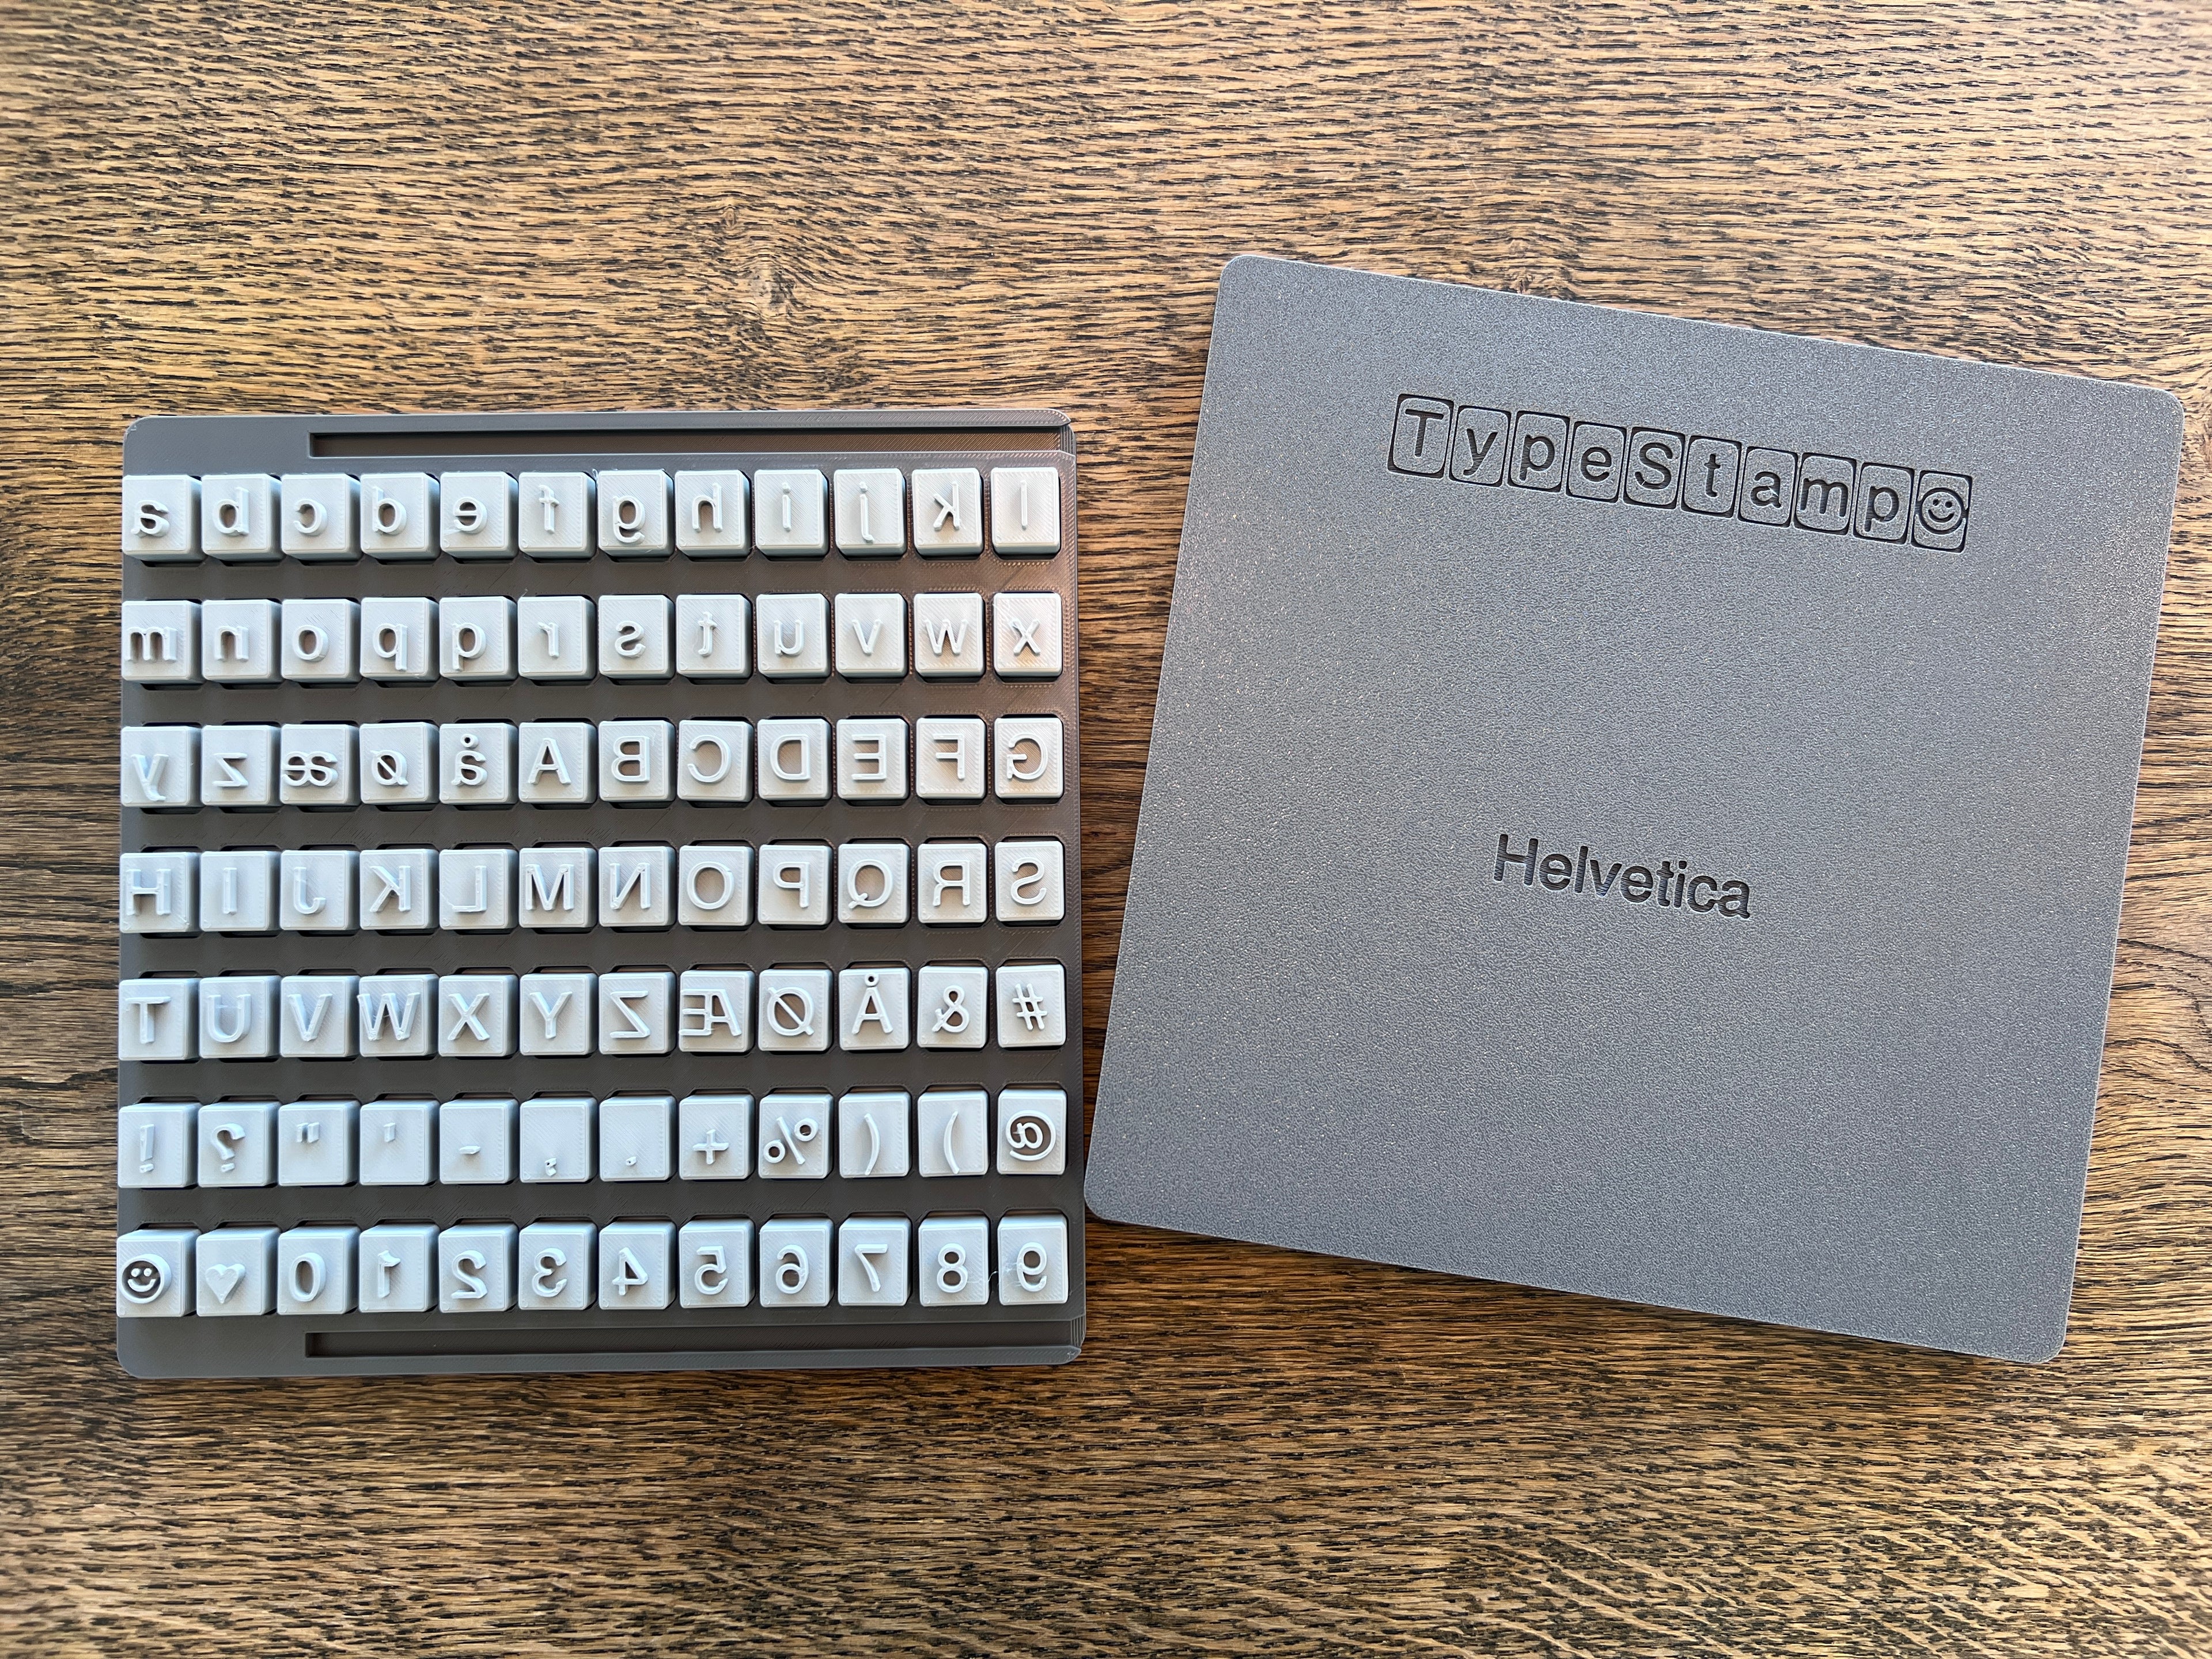 a b c d e f g h i j k l
m n o p q r s t u v w x
y z æ ø å A B C D E F G
H I J K L M N O P Q R S
T U V W X Y Z Æ Ø Å & #
! ? " ' - , . + % ( ) @
☺ ♥ 0 1 2 3 4 5 6 7 8 9
TypeStamp☺
Helvetica